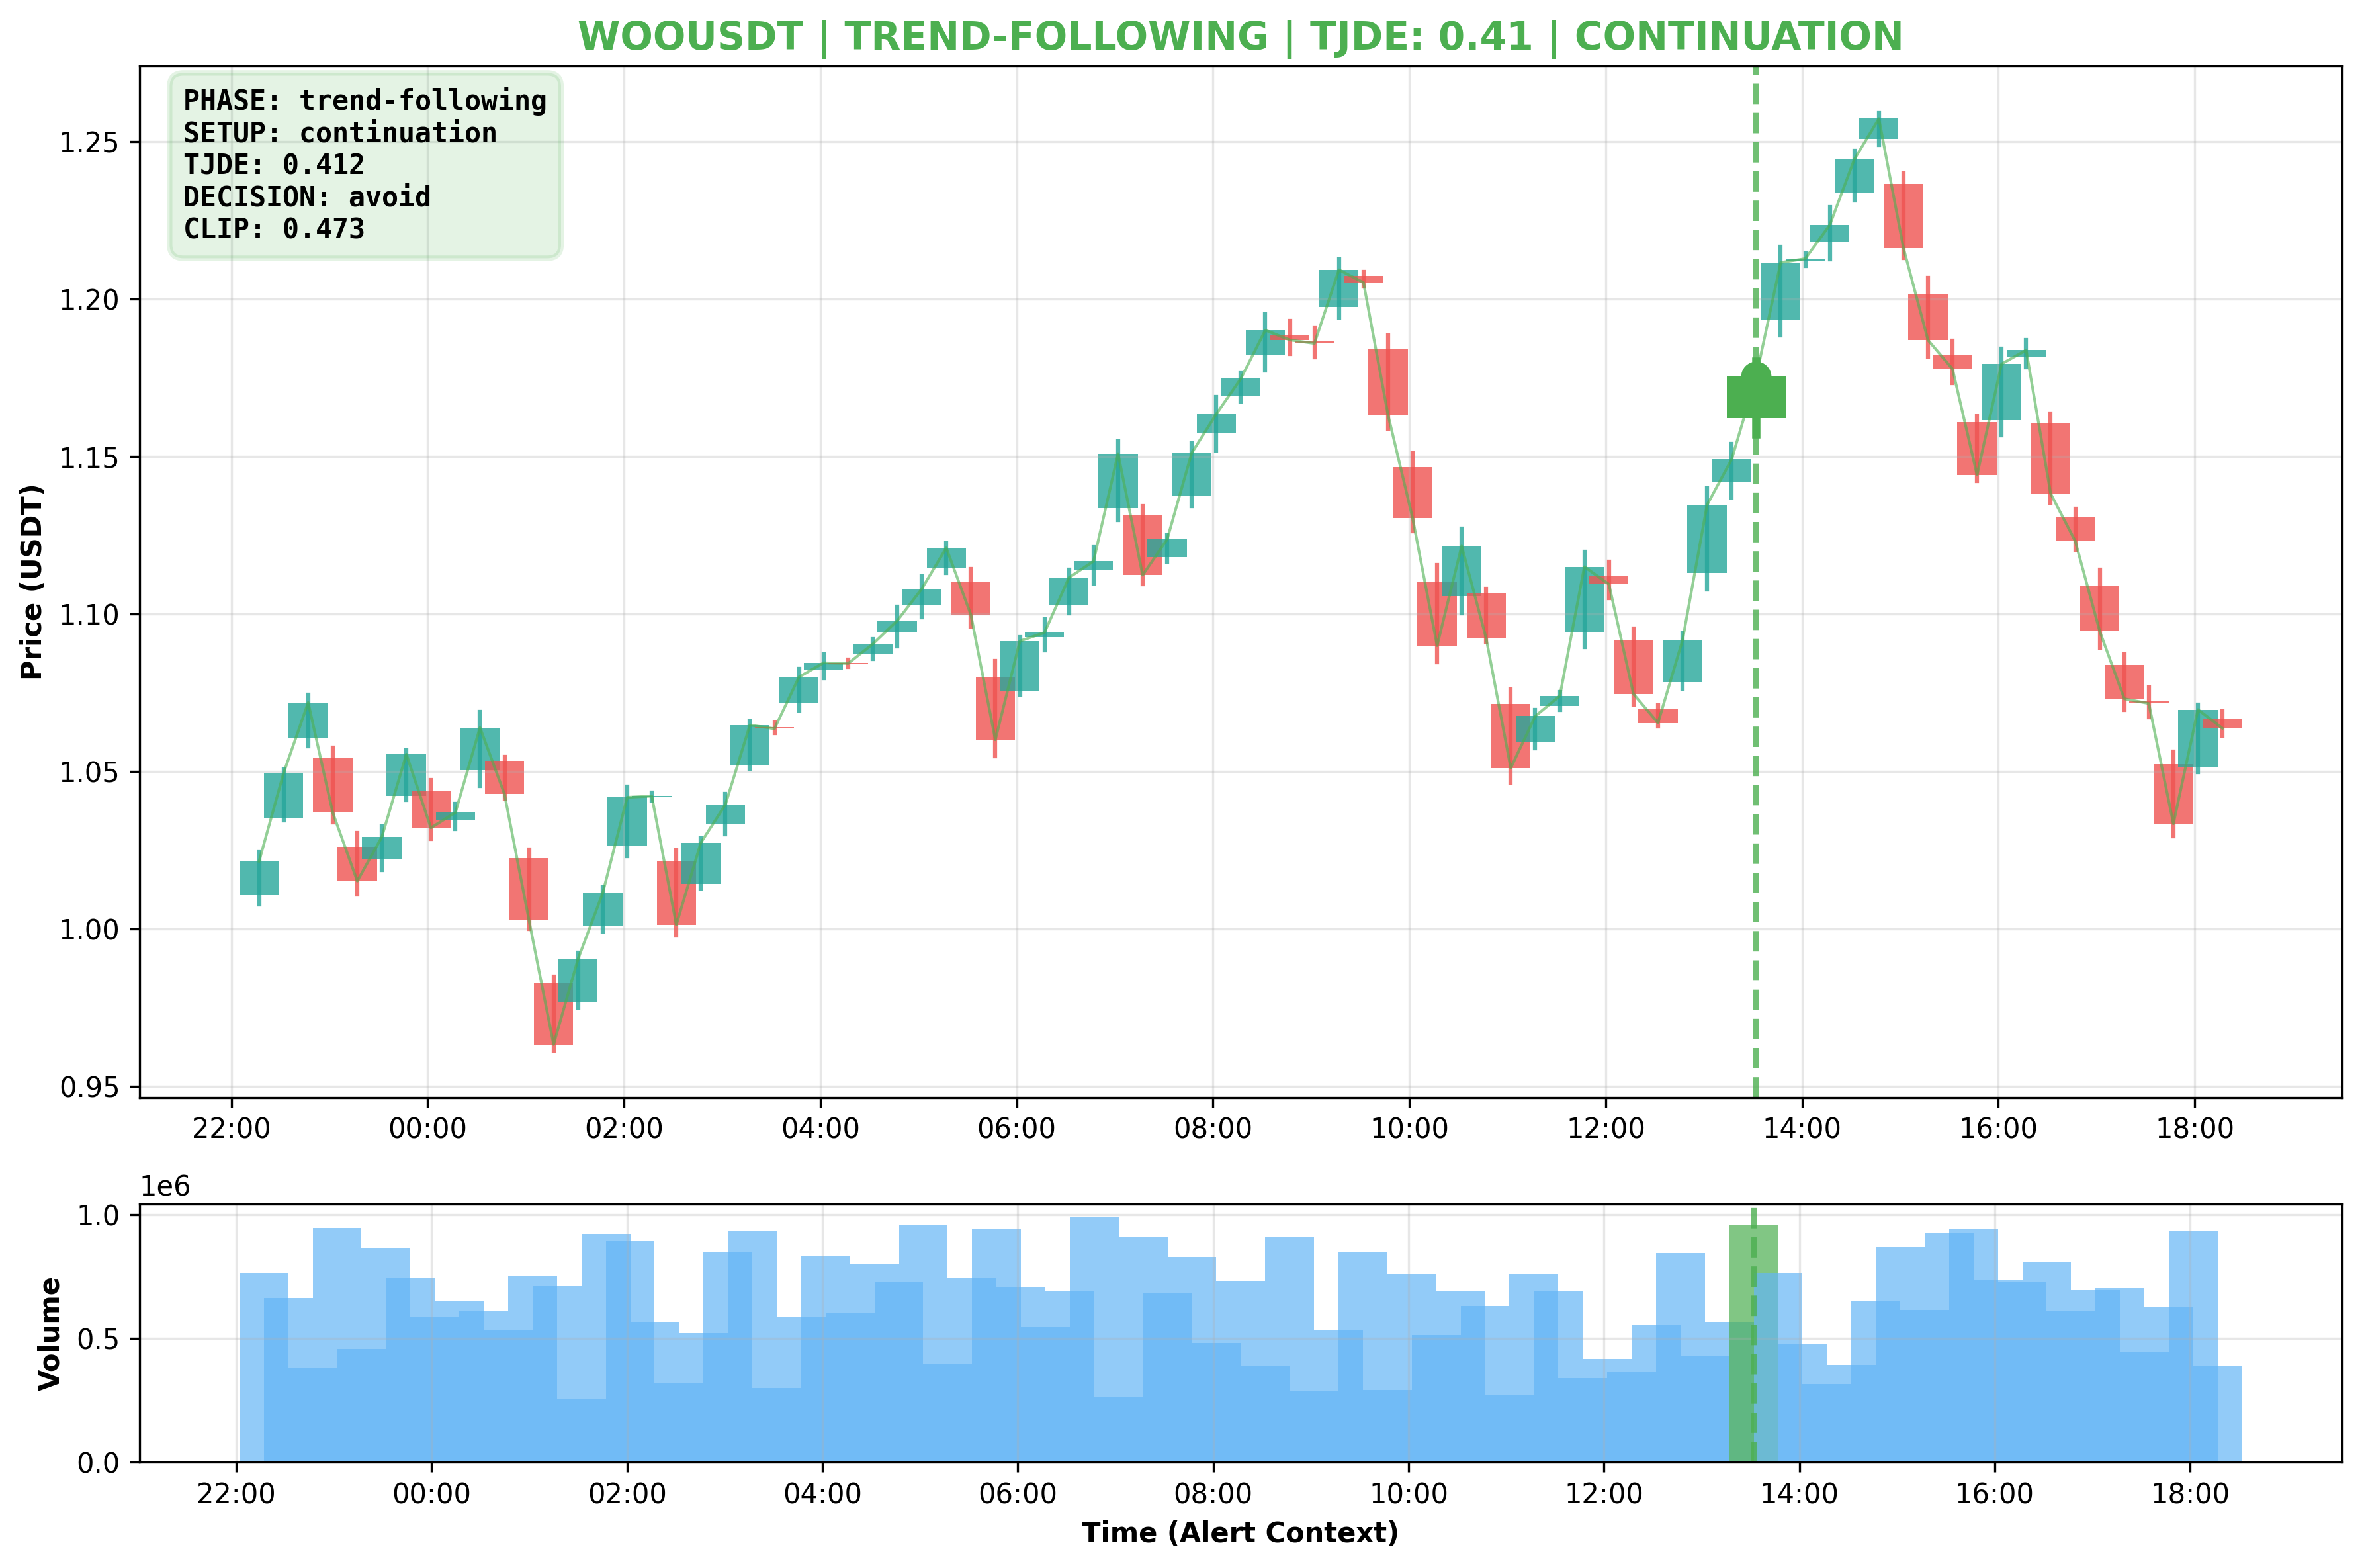 WOOUSDT | TREND-FOLLOWING | TJDE: 0.41 | CONTINUATION
PHASE: trend-following
SETUP: continuation
TJDE: 0.412
DECISION: avoid
CLIP: 0.473
Price (USDT)
1.25
1.20
1.15
1.10
1.05
1.00
0.95
22:00 00:00 02:00 04:00 06:00 08:00 10:00 12:00 14:00 16:00 18:00
1e6
Volume
1.0
0.5
0.0
22:00 00:00 02:00 04:00 06:00 08:00 10:00 12:00 14:00 16:00 18:00
Time (Alert Context)